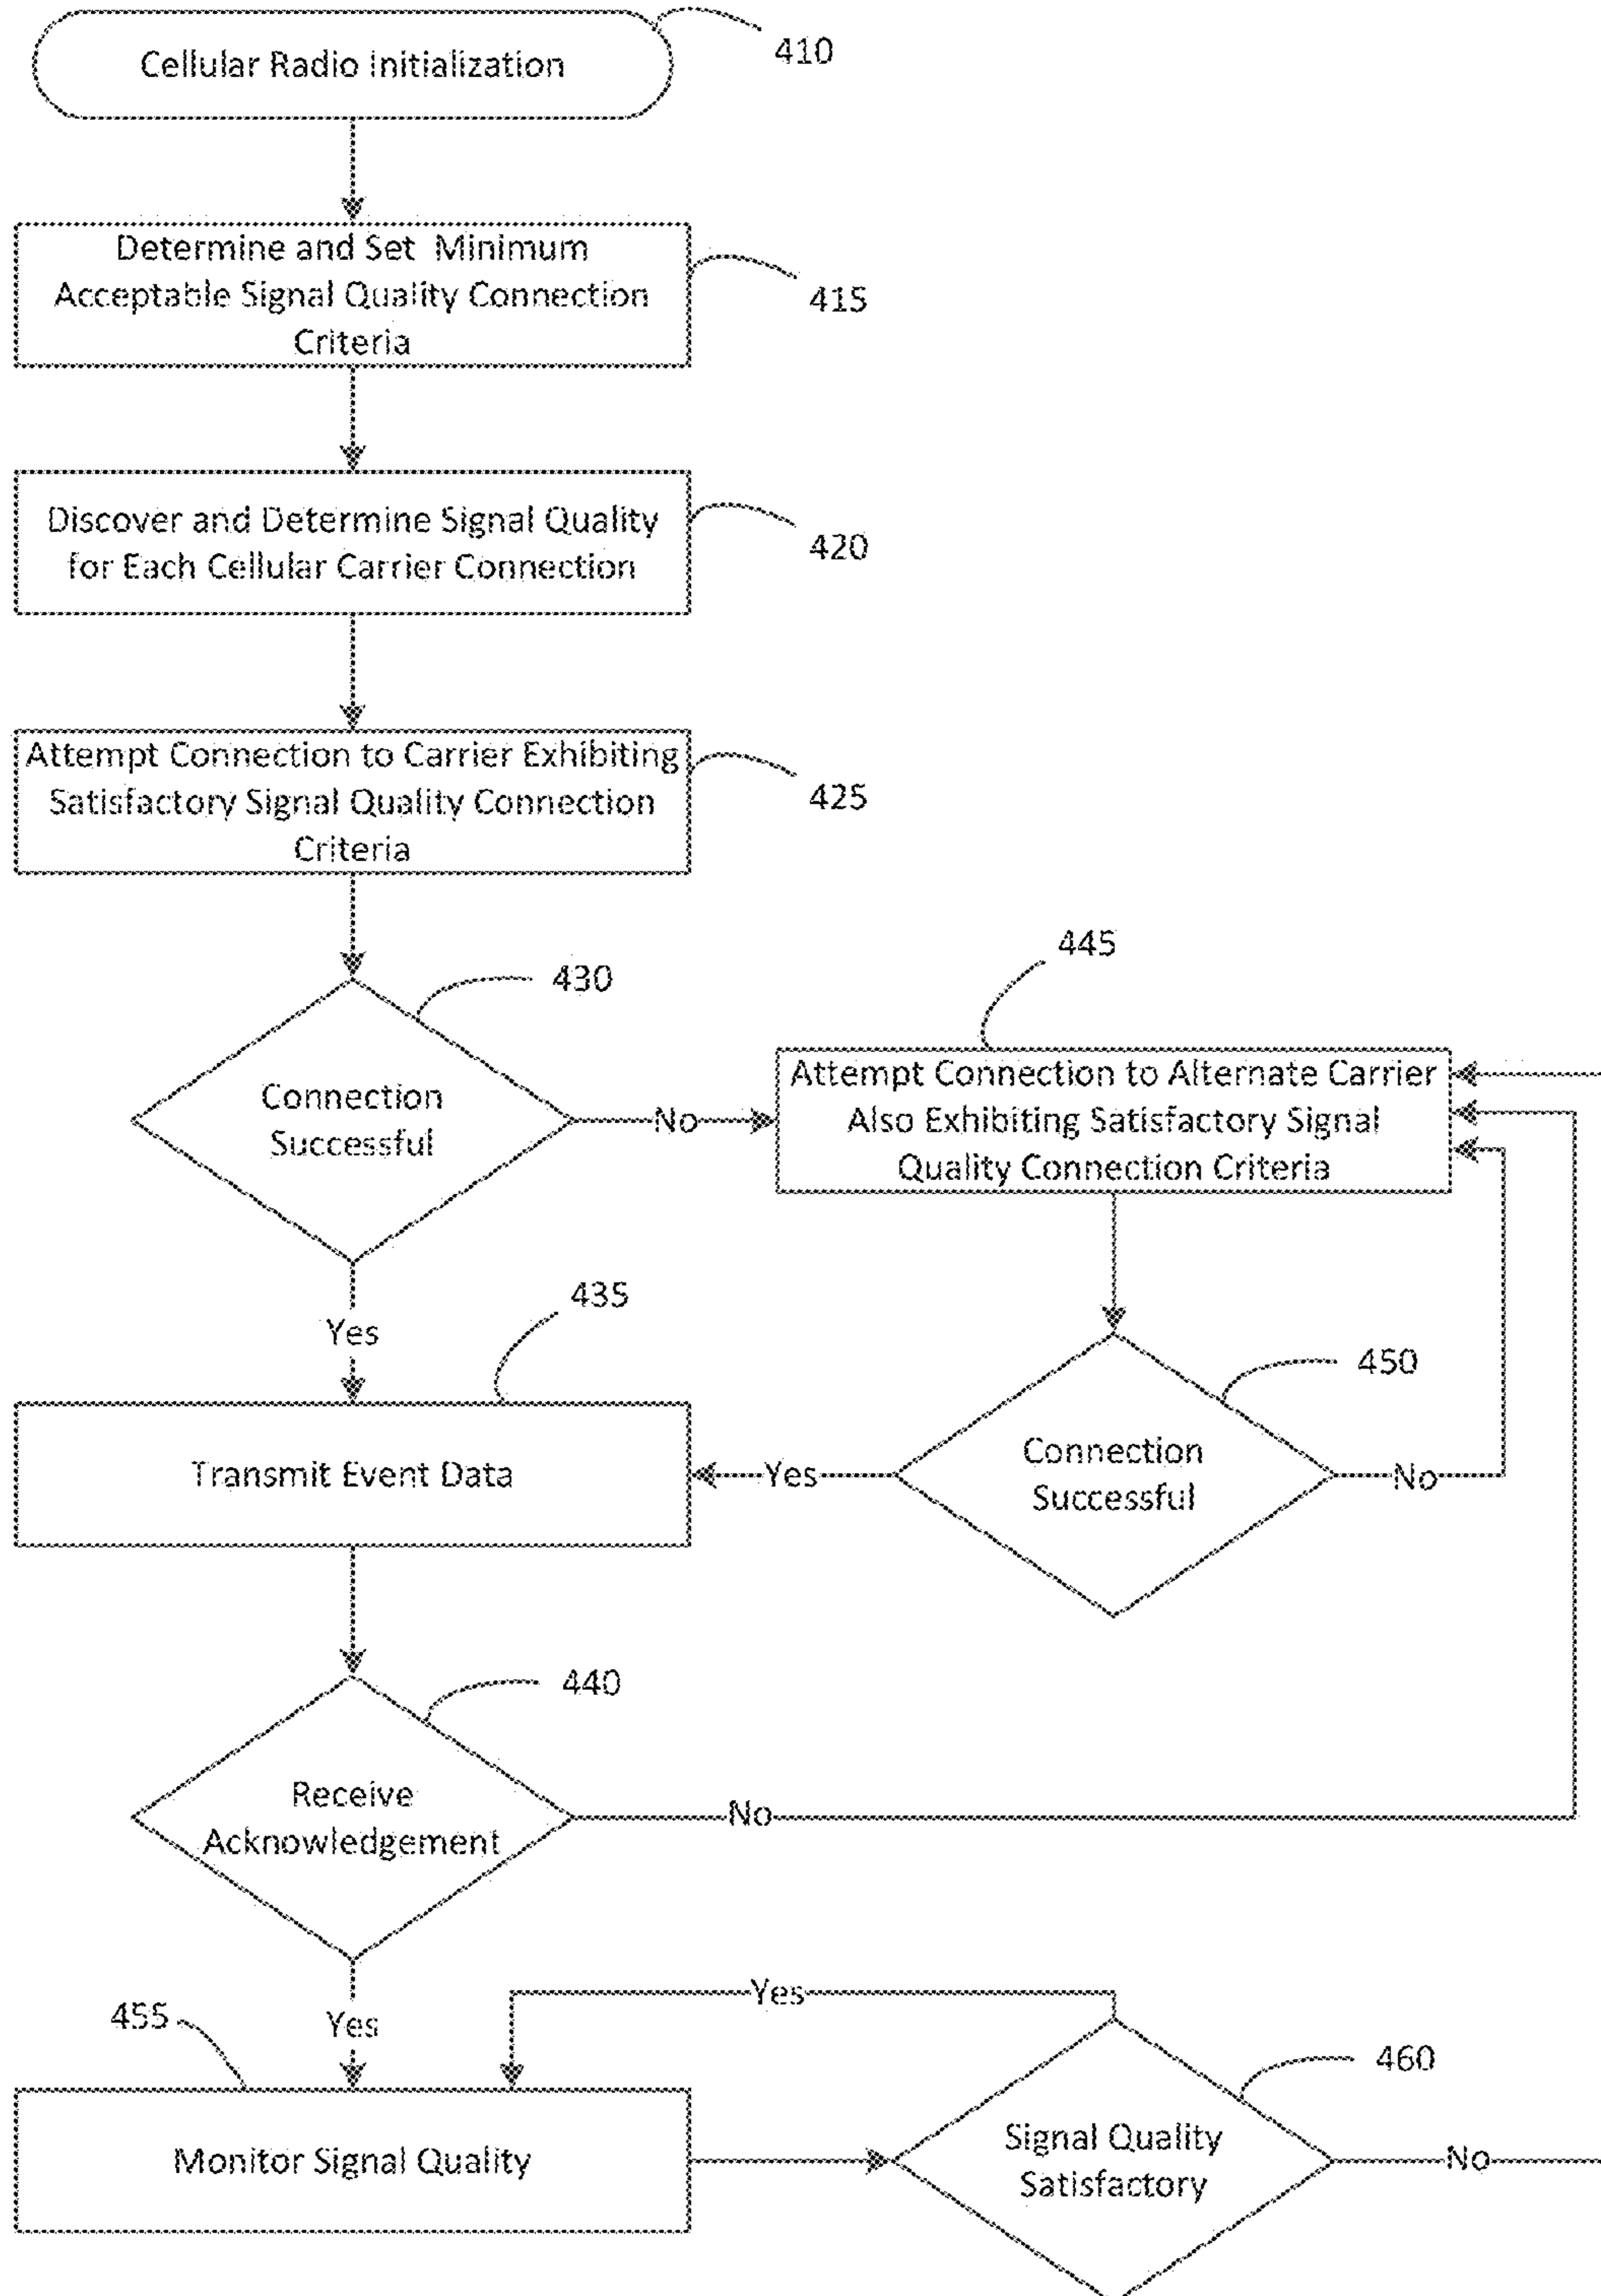 Cellular Radio Initialization
410
Determine and Set Minimum
Acceptable Signal Quality Connection
Criteria
415
Discover and Determine Signal Quality
for Each Cellular Carrier Connection
420
Attempt Connection to Carrier Exhibiting
Satisfactory Signal Quality Connection
Criteria
425
430
Connection
Successful
No
445
Attempt Connection to Alternate Carrier
Also Exhibiting Satisfactory Signal
Quality Connection Criteria
Yes
435
Transmit Event Data
450
Connection
Successful
Yes
No
440
Receive
Acknowledgement
No
Yes
455
Monitor Signal Quality
Yes
460
Signal Quality
Satisfactory
No